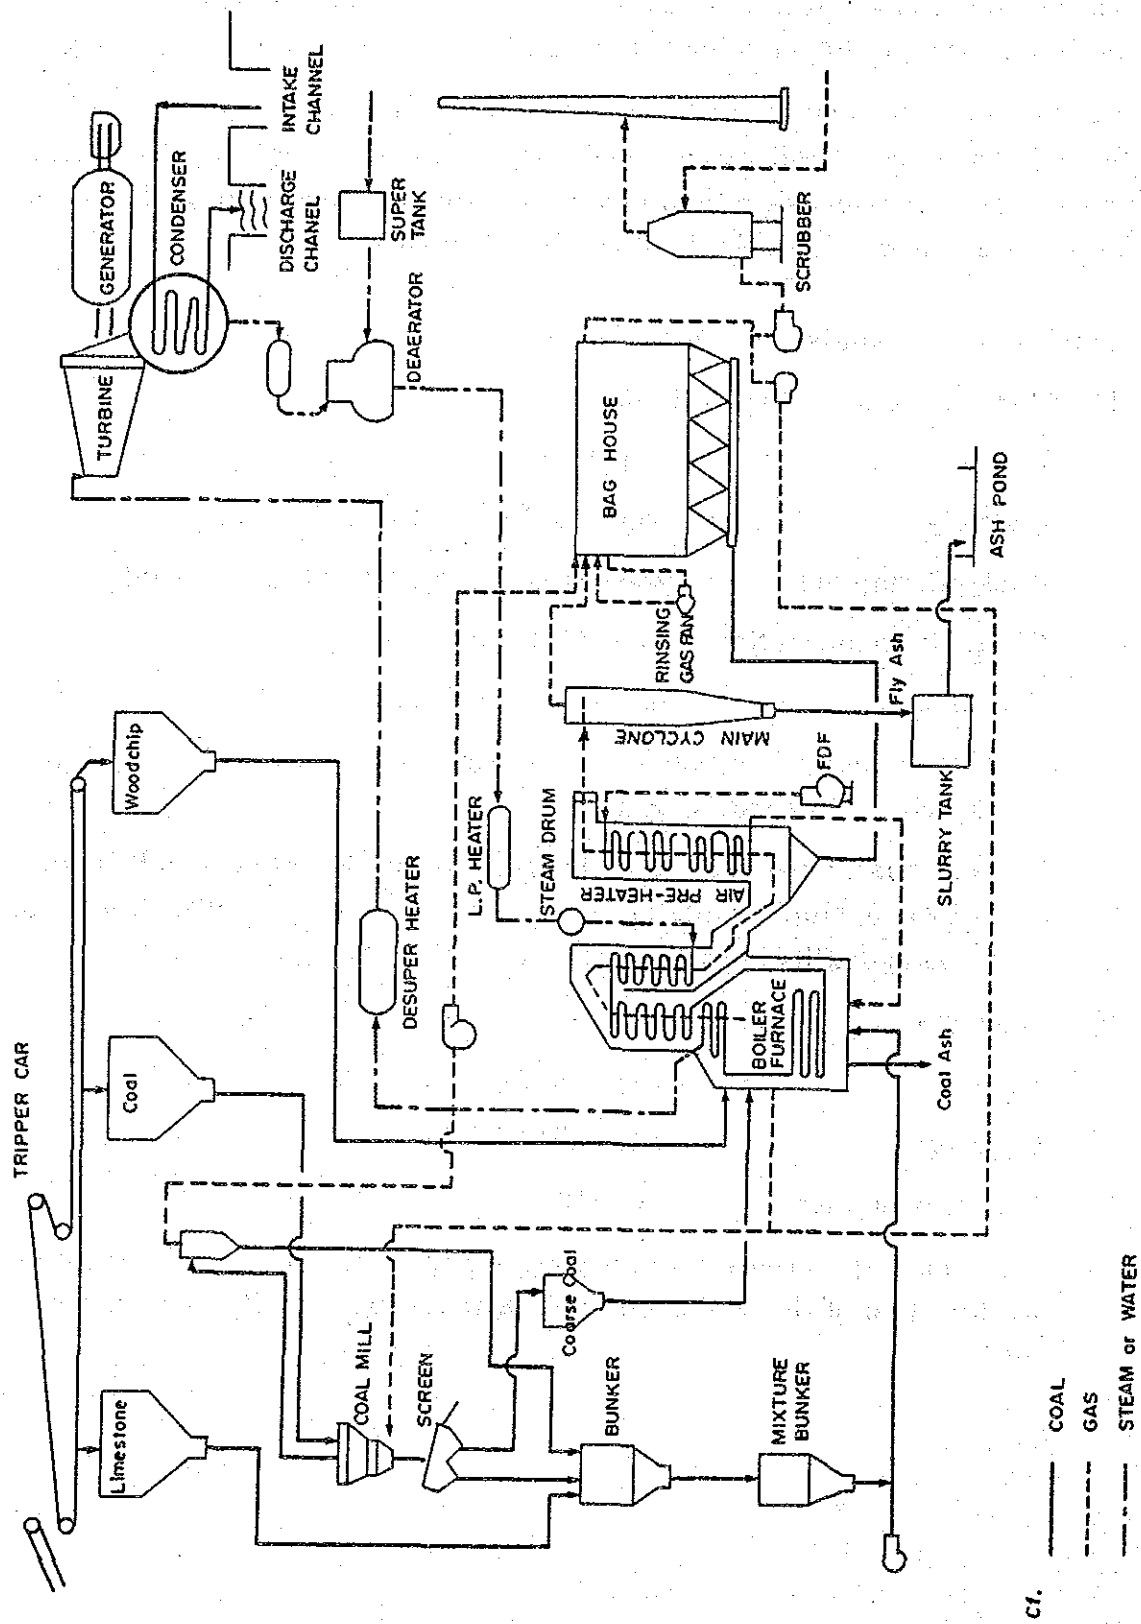 TRIPPER CAR
Limestone
Coal
Woodchip
TURBINE
GENERATOR
CONDENSER
DISCHARGE
CHANEL
INTAKE
CHANNEL
SUPER
TANK
DEAERATOR
DESUPER HEATER
L.P. HEATER
STEAM DRUM
COAL MILL
SCREEN
Coarse Coal
BUNKER
MIXTURE
BUNKER
BOILER
FURNACE
AIR PRE-HEATER
MAIN CYCLONE
RINSING
GAS FAN
BAG HOUSE
SCRUBBER
FDF
Fly Ash
Coal Ash
SLURRY TANK
ASH POND
Cf.
COAL
GAS
STEAM or WATER